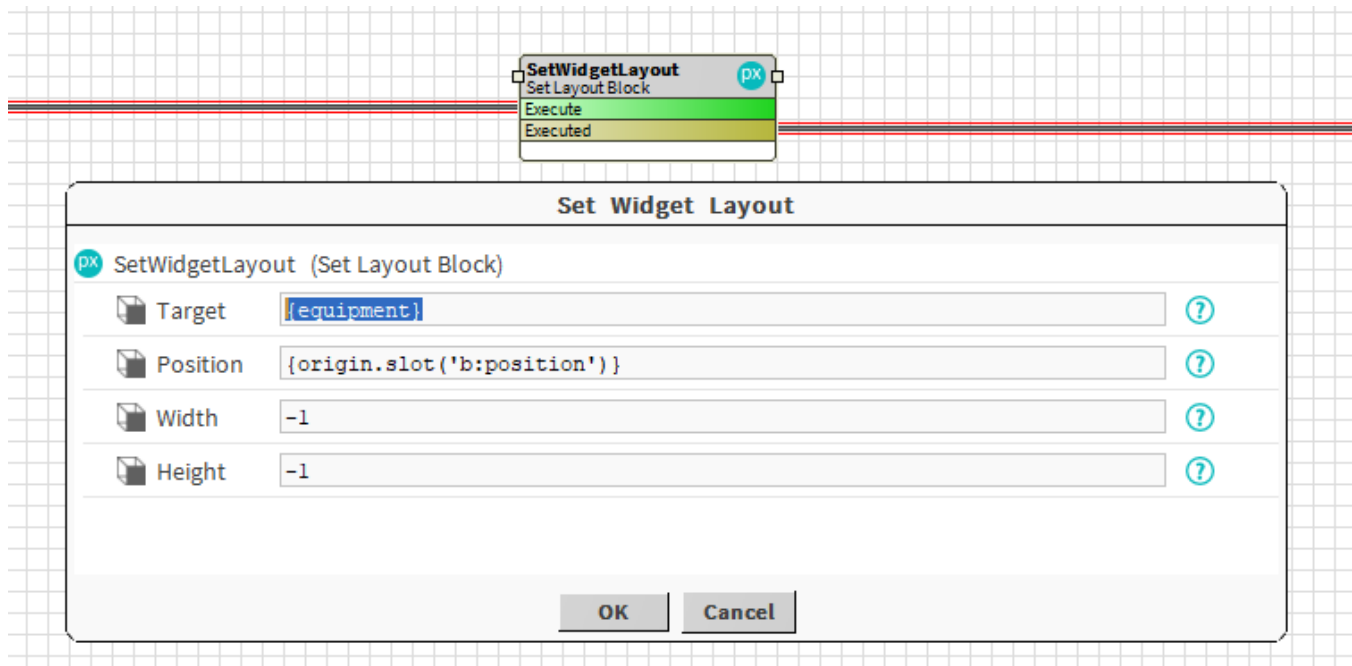 SetWidgetLayout
px
Set Layout Block
Execute
Executed
Set Widget Layout
px SetWidgetLayout (Set Layout Block)
Target {equipment} ?
Position {origin.slot('b:position')} ?
Width -1 ?
Height -1 ?
OK Cancel